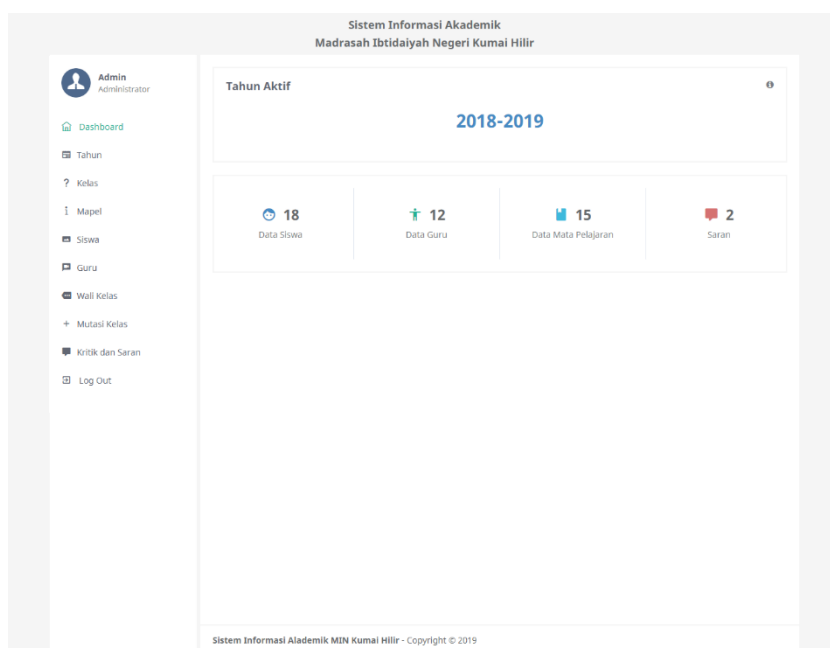 Sistem Informasi Akademik
Madrasah Ibtidaiyah Negeri Kumai Hilir
Admin
Administrator
Dashboard
Tahun
? Kelas
Mapel
Siswa
Guru
Wali Kelas
+ Mutasi Kelas
Kritik dan Saran
Log Out
Tahun Aktif
2018-2019
18
Data Siswa
12
Data Guru
15
Data Mata Pelajaran
2
Saran
Sistem Informasi Alademik MIN Kumai Hilir - Copyright © 2019